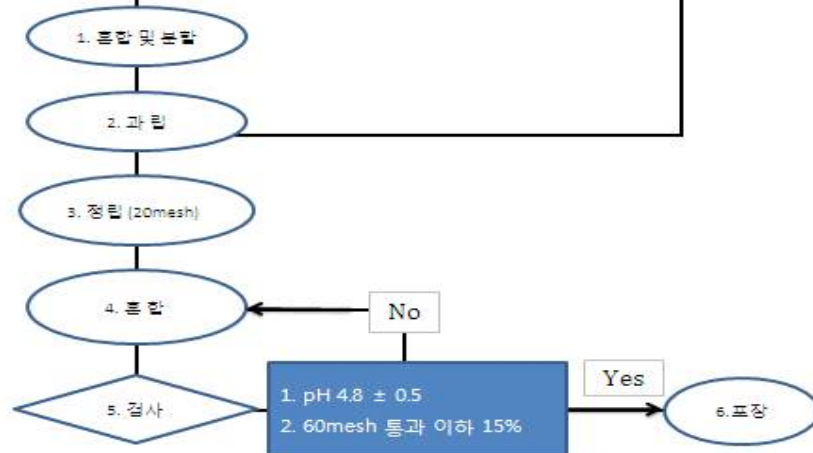 1. 혼합 및 분할
2. 과 립
3. 정립 (20mesh)
4. 혼 합
No
5. 검사
1. pH 4.8 ± 0.5
2. 60mesh 통과 이하 15%
Yes
6.포장